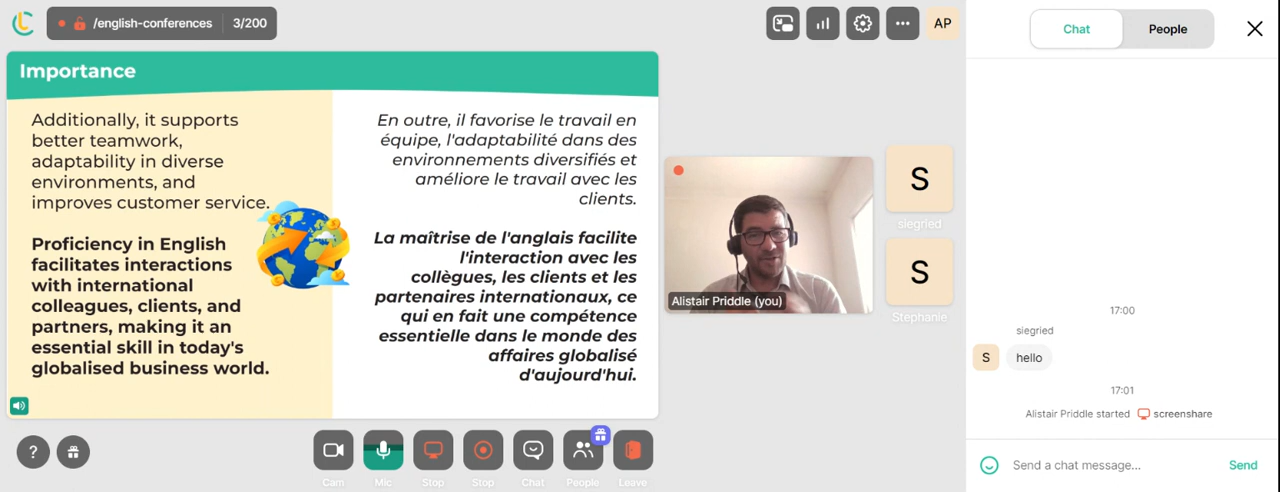 /english-conferences
3/200
AP
Chat
People
Importance
Additionally, it supports
better teamwork,
adaptability in diverse
environments, and
improves customer service.
Proficiency in English
facilitates interactions
with international
colleagues, clients, and
partners, making it an
essential skill in today's
globalised business world.
En outre, il favorise le travail en
équipe, l'adaptabilité dans des
environnements diversifiés et
améliore le travail avec les
clients.
La maîtrise de l'anglais facilite
l'interaction avec les
collègues, les clients et les
partenaires internationaux, ce
qui en fait une compétence
essentielle dans le monde des
affaires globalisé
d'aujourd'hui.
Alistair Priddle (you)
S
siegried
S
Stephanie
17:00
siegried
S
hello
17:01
Alistair Priddle started screenshare
Send a chat message...
Send
?
Cam
Mic
Stop
Stop
Chat
People
Leave